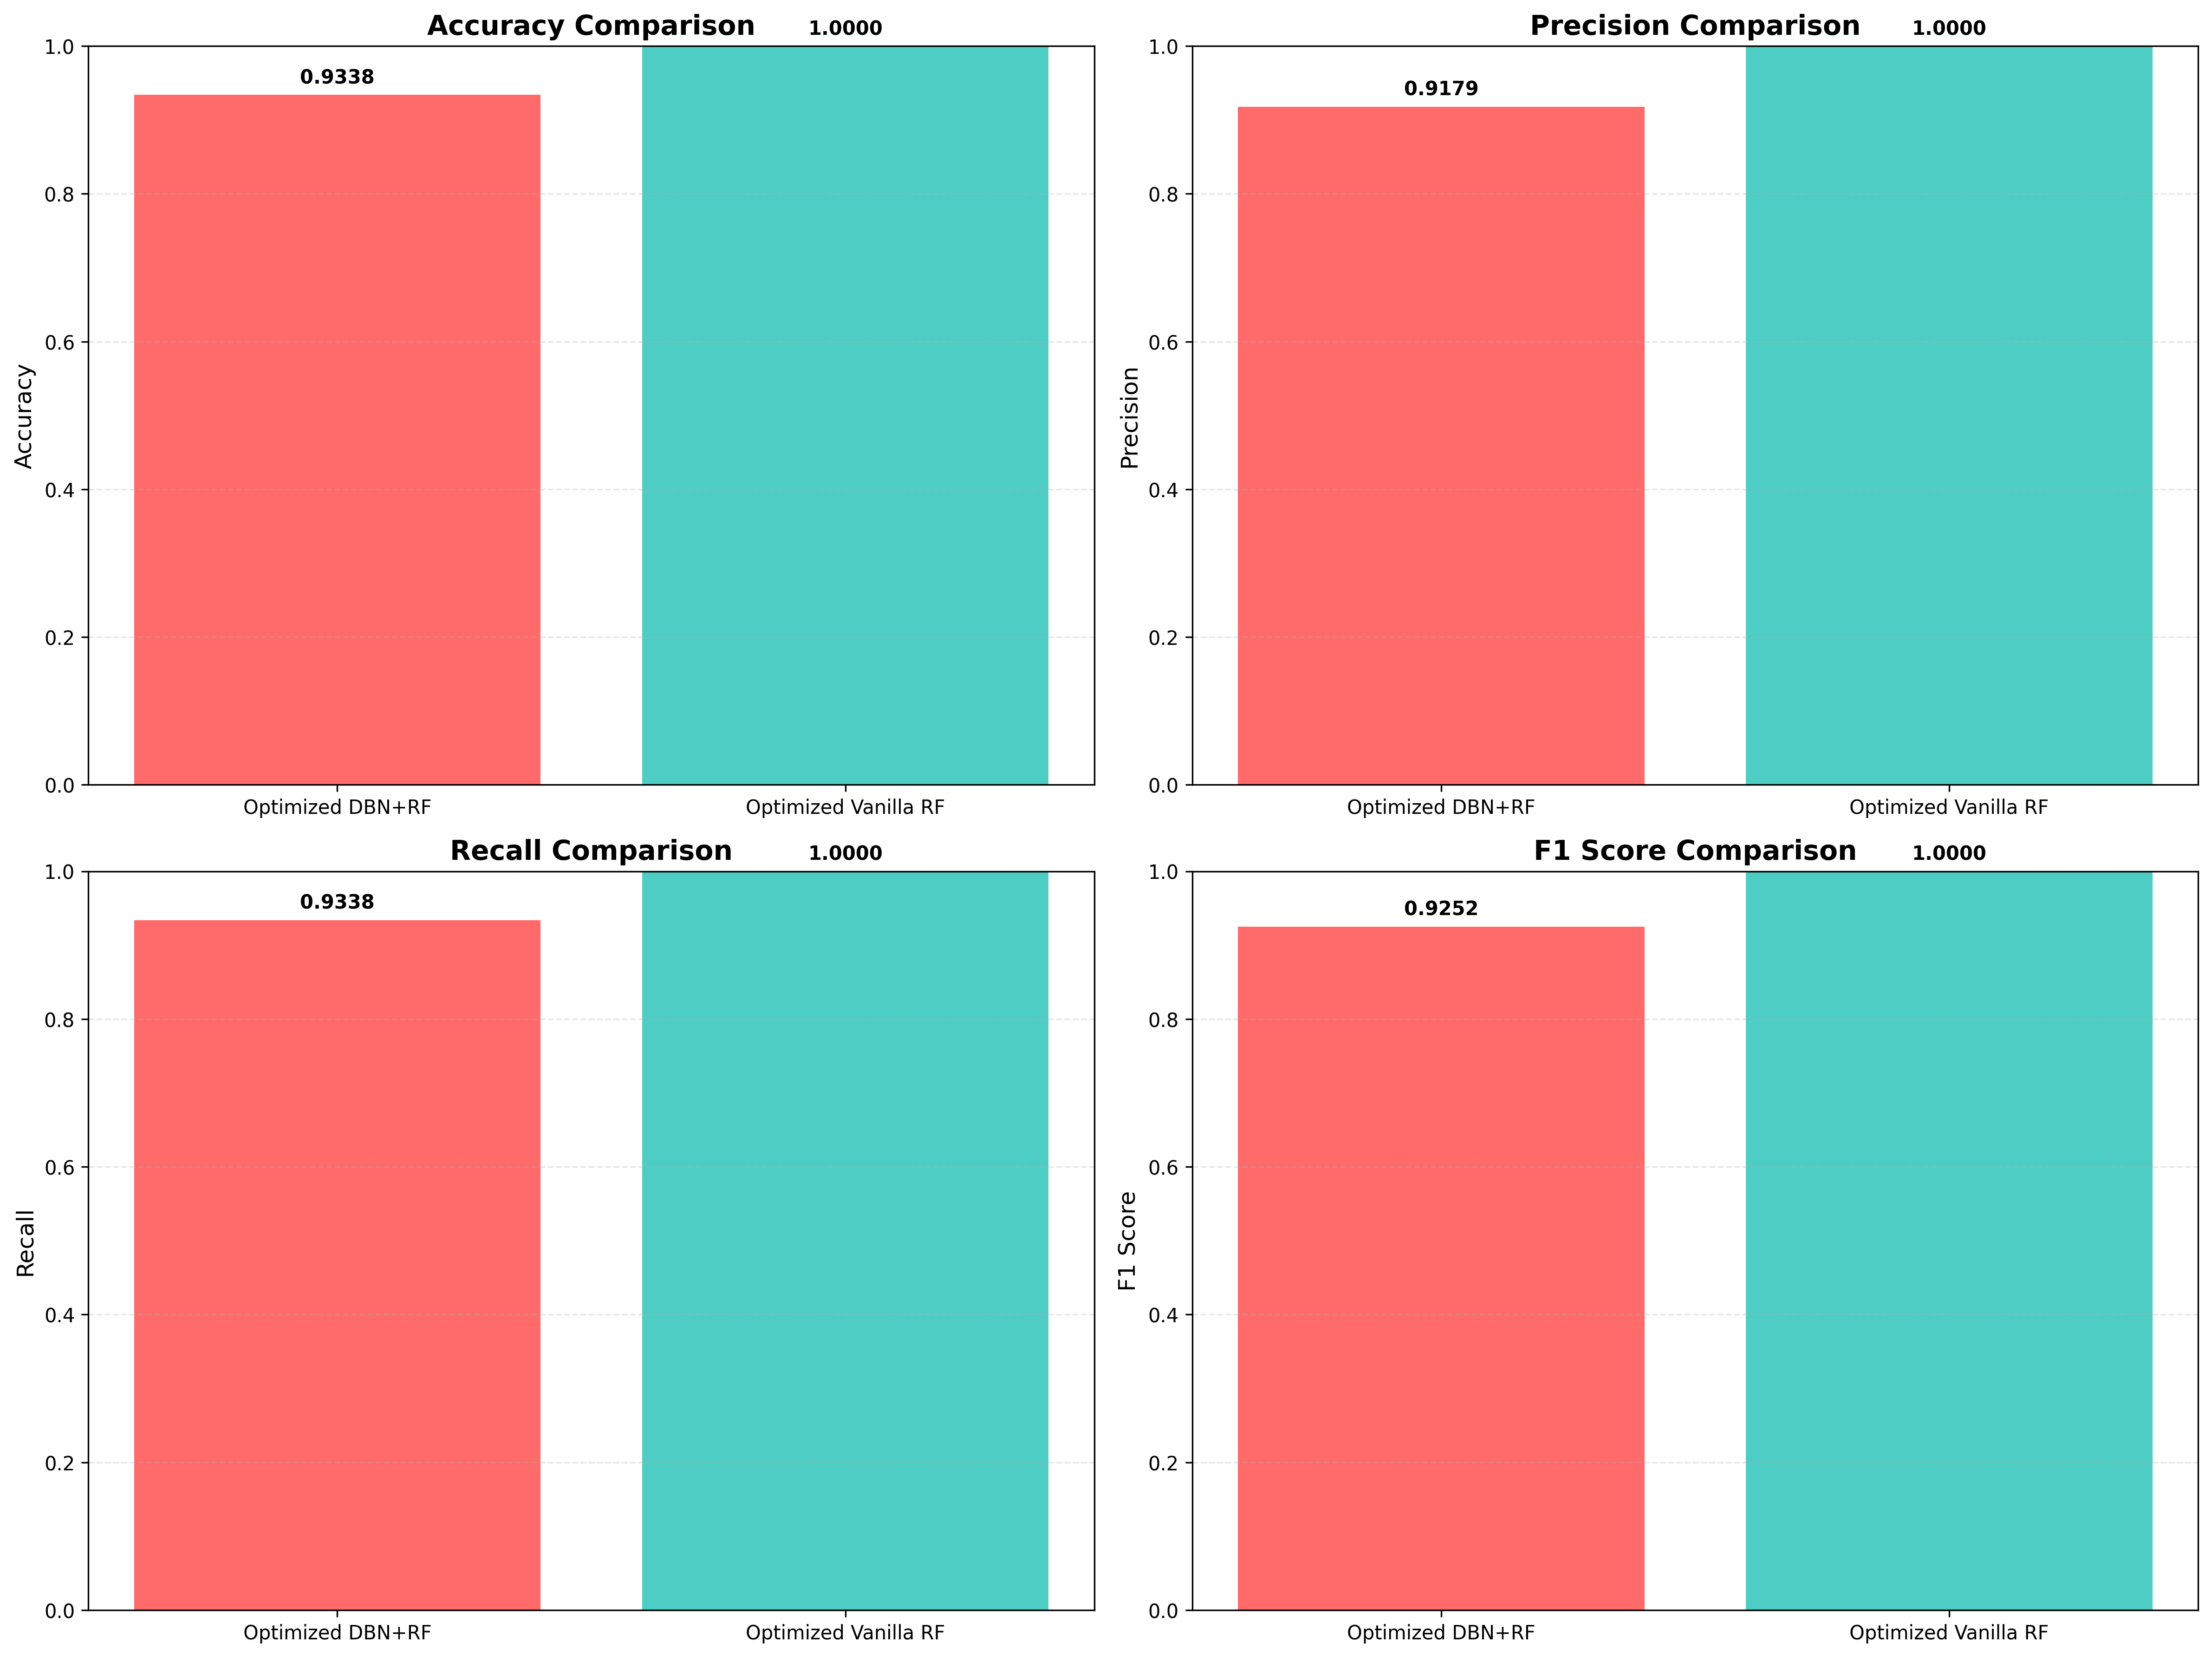 Accuracy Comparison
1.0000
1.0
0.9338
0.8
0.6
0.4
0.2
0.0
Accuracy
Optimized DBN+RF
Optimized Vanilla RF
Precision Comparison
1.0000
1.0
0.9179
0.8
0.6
0.4
0.2
0.0
Precision
Optimized DBN+RF
Optimized Vanilla RF
Recall Comparison
1.0000
1.0
0.9338
0.8
0.6
0.4
0.2
0.0
Recall
Optimized DBN+RF
Optimized Vanilla RF
F1 Score Comparison
1.0000
1.0
0.9252
0.8
0.6
0.4
0.2
0.0
F1 Score
Optimized DBN+RF
Optimized Vanilla RF